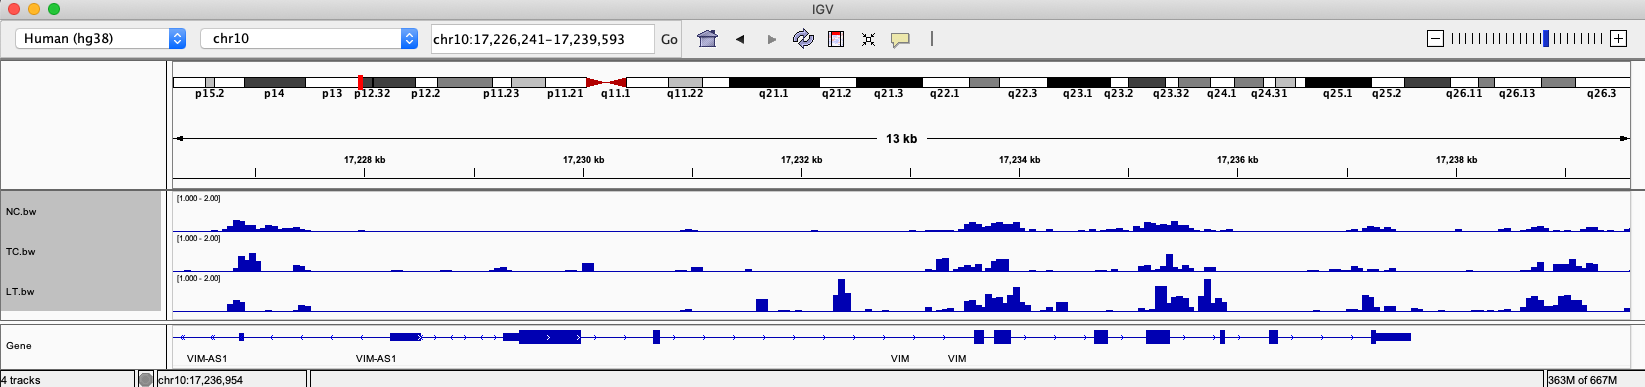 IGV
Human (hg38) chr10 chr10:17,226,241-17,239,593 Go
p15.2 p14 p13 p12.32 p12.2 p11.23 p11.21 q11.1 q11.22 q21.1 q21.2 q21.3 q22.1 q22.3 q23.1 q23.2 q23.32 q24.1 q24.31 q25.1 q25.2 q26.11 q26.13 q26.3
13 kb
17,228 kb 17,230 kb 17,232 kb 17,234 kb 17,236 kb 17,238 kb
[1.000 - 2.00]
NC.bw
[1.000 - 2.00]
TC.bw
[1.000 - 2.00]
LT.bw
Gene
VIM-AS1 VIM-AS1 VIM VIM
4 tracks chr10:17,236,954 363M of 667M